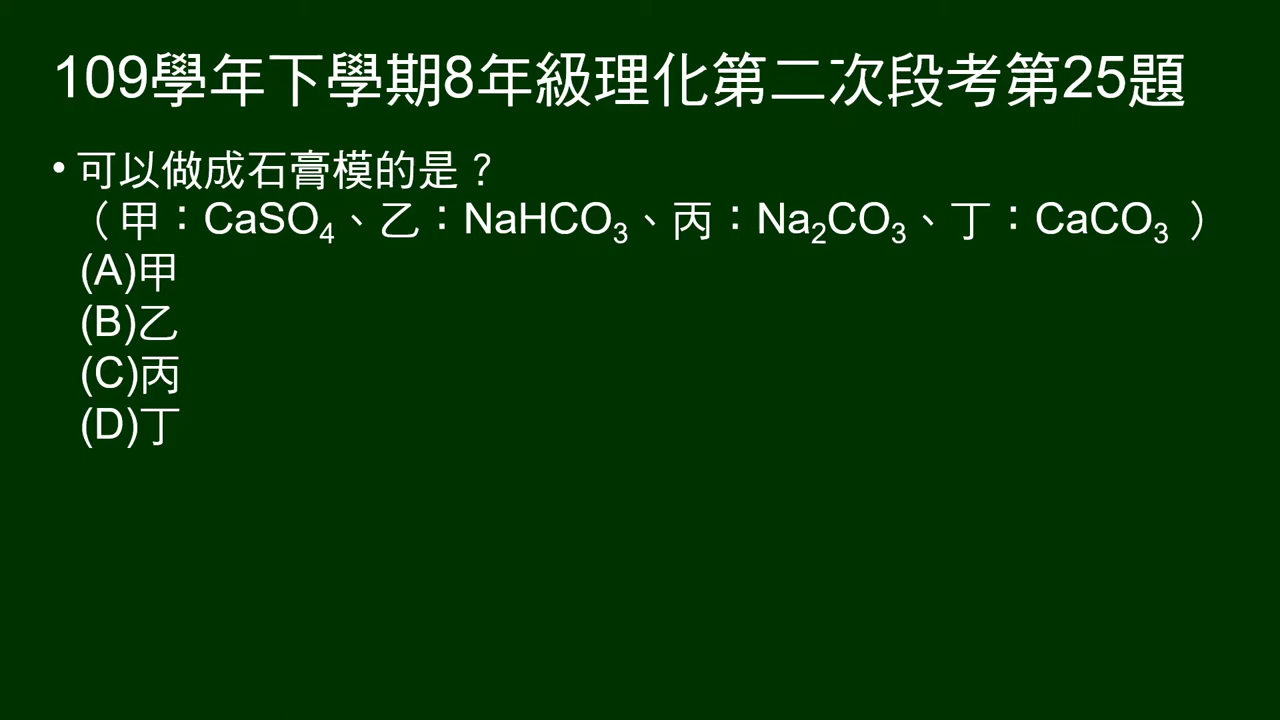 109學年下學期8年級理化第二次段考第25題
• 可以做成石膏模的是？
（甲：CaSO₄、乙：NaHCO₃、丙：Na₂CO₃、丁：CaCO₃ ）
(A)甲
(B)乙
(C)丙
(D)丁